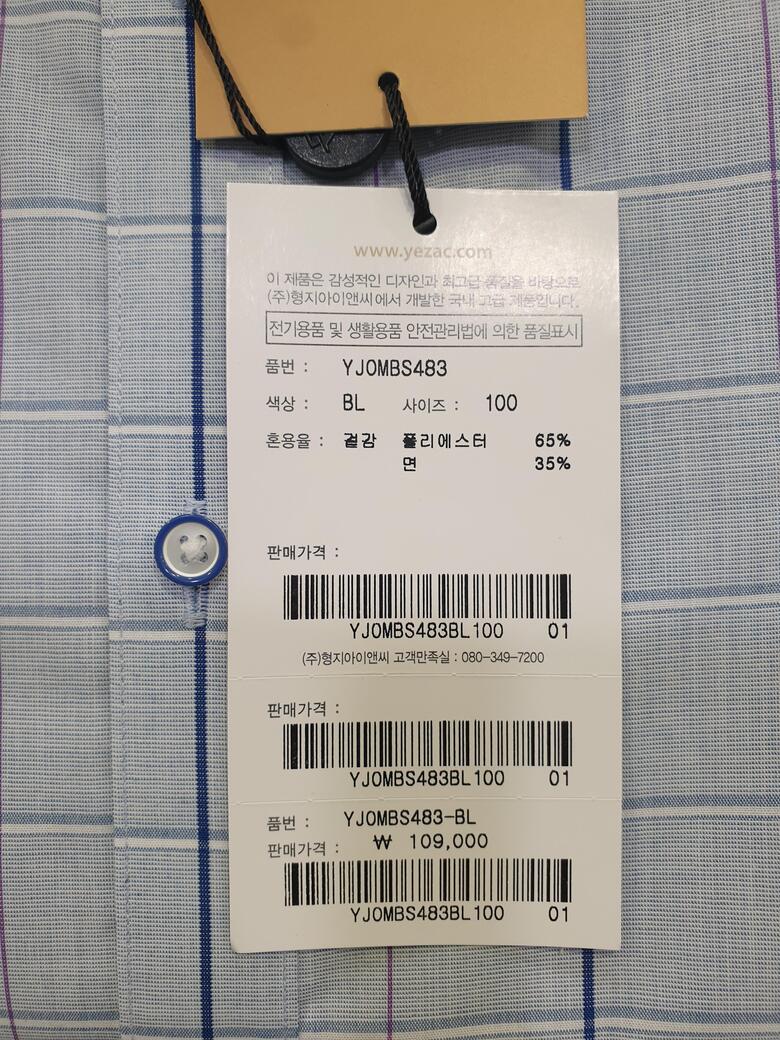 www.yezac.com
이 제품은 감성적인 디자인과 최고급 품질을 바탕으로
(주)형지아이앤씨에서 개발한 국내 고급 제품입니다.
전기용품 및 생활용품 안전관리법에 의한 품질표시
품번 : YJ0MBS483
색상 : BL 사이즈 : 100
혼용율 : 겉감 폴리에스터 65%
면 35%
판매가격 :
YJ0MBS483BL100 01
(주)형지아이앤씨 고객만족실 : 080-349-7200
판매가격 :
YJ0MBS483BL100 01
품번 : YJ0MBS483-BL
판매가격 : ₩ 109,000
YJ0MBS483BL100 01